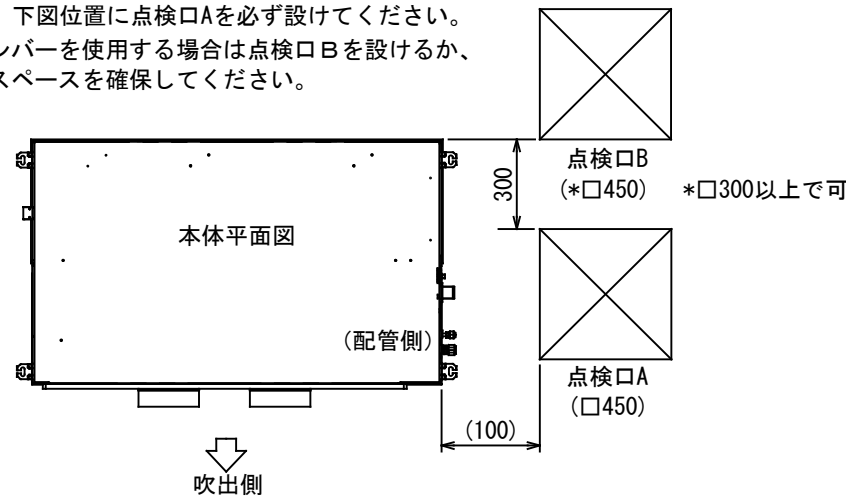 下図位置に点検口Aを必ず設けてください。
ンバーを使用する場合は点検口Bを設けるか、
スペースを確保してください。
点検口B
(*□450)
*□300以上で可
300
本体平面図
(配管側)
点検口A
(□450)
(100)
吹出側